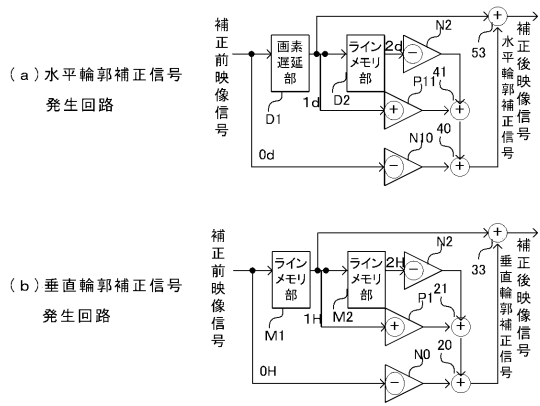 (a)水平輪郭補正信号
発生回路
補正前映像信号
画素
遅延
部
D1
1d
ライン
メモリ
部
D2
2d
N2
P11
41
40
N10
0d
53
水平輪郭補正信号
補正後映像信号
(b)垂直輪郭補正信号
発生回路
補正前映像信号
ライン
メモリ
部
M1
1H
ライン
メモリ
部
M2
2H
N2
P1
21
20
N0
0H
33
垂直輪郭補正信号
補正後映像信号